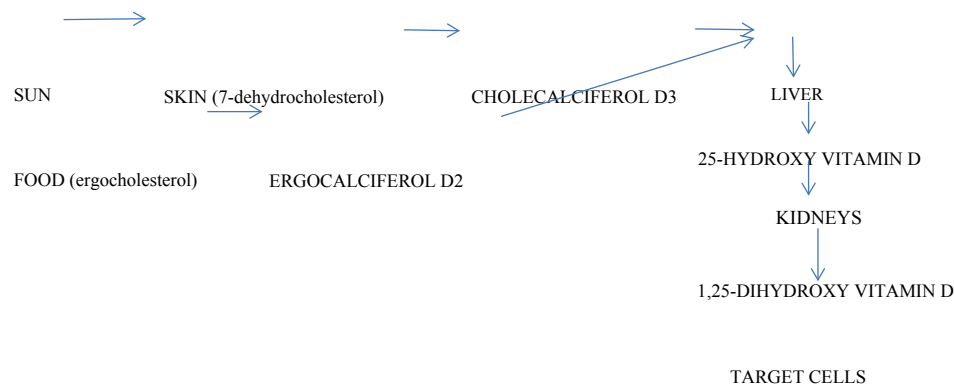 SUN SKIN (7-dehydrocholesterol) CHOLECALCIFEROL D3 LIVER
25-HYDROXY VITAMIN D
FOOD (ergocholesterol) ERGOCALCIFEROL D2
KIDNEYS
1,25-DIHYDROXY VITAMIN D
TARGET CELLS